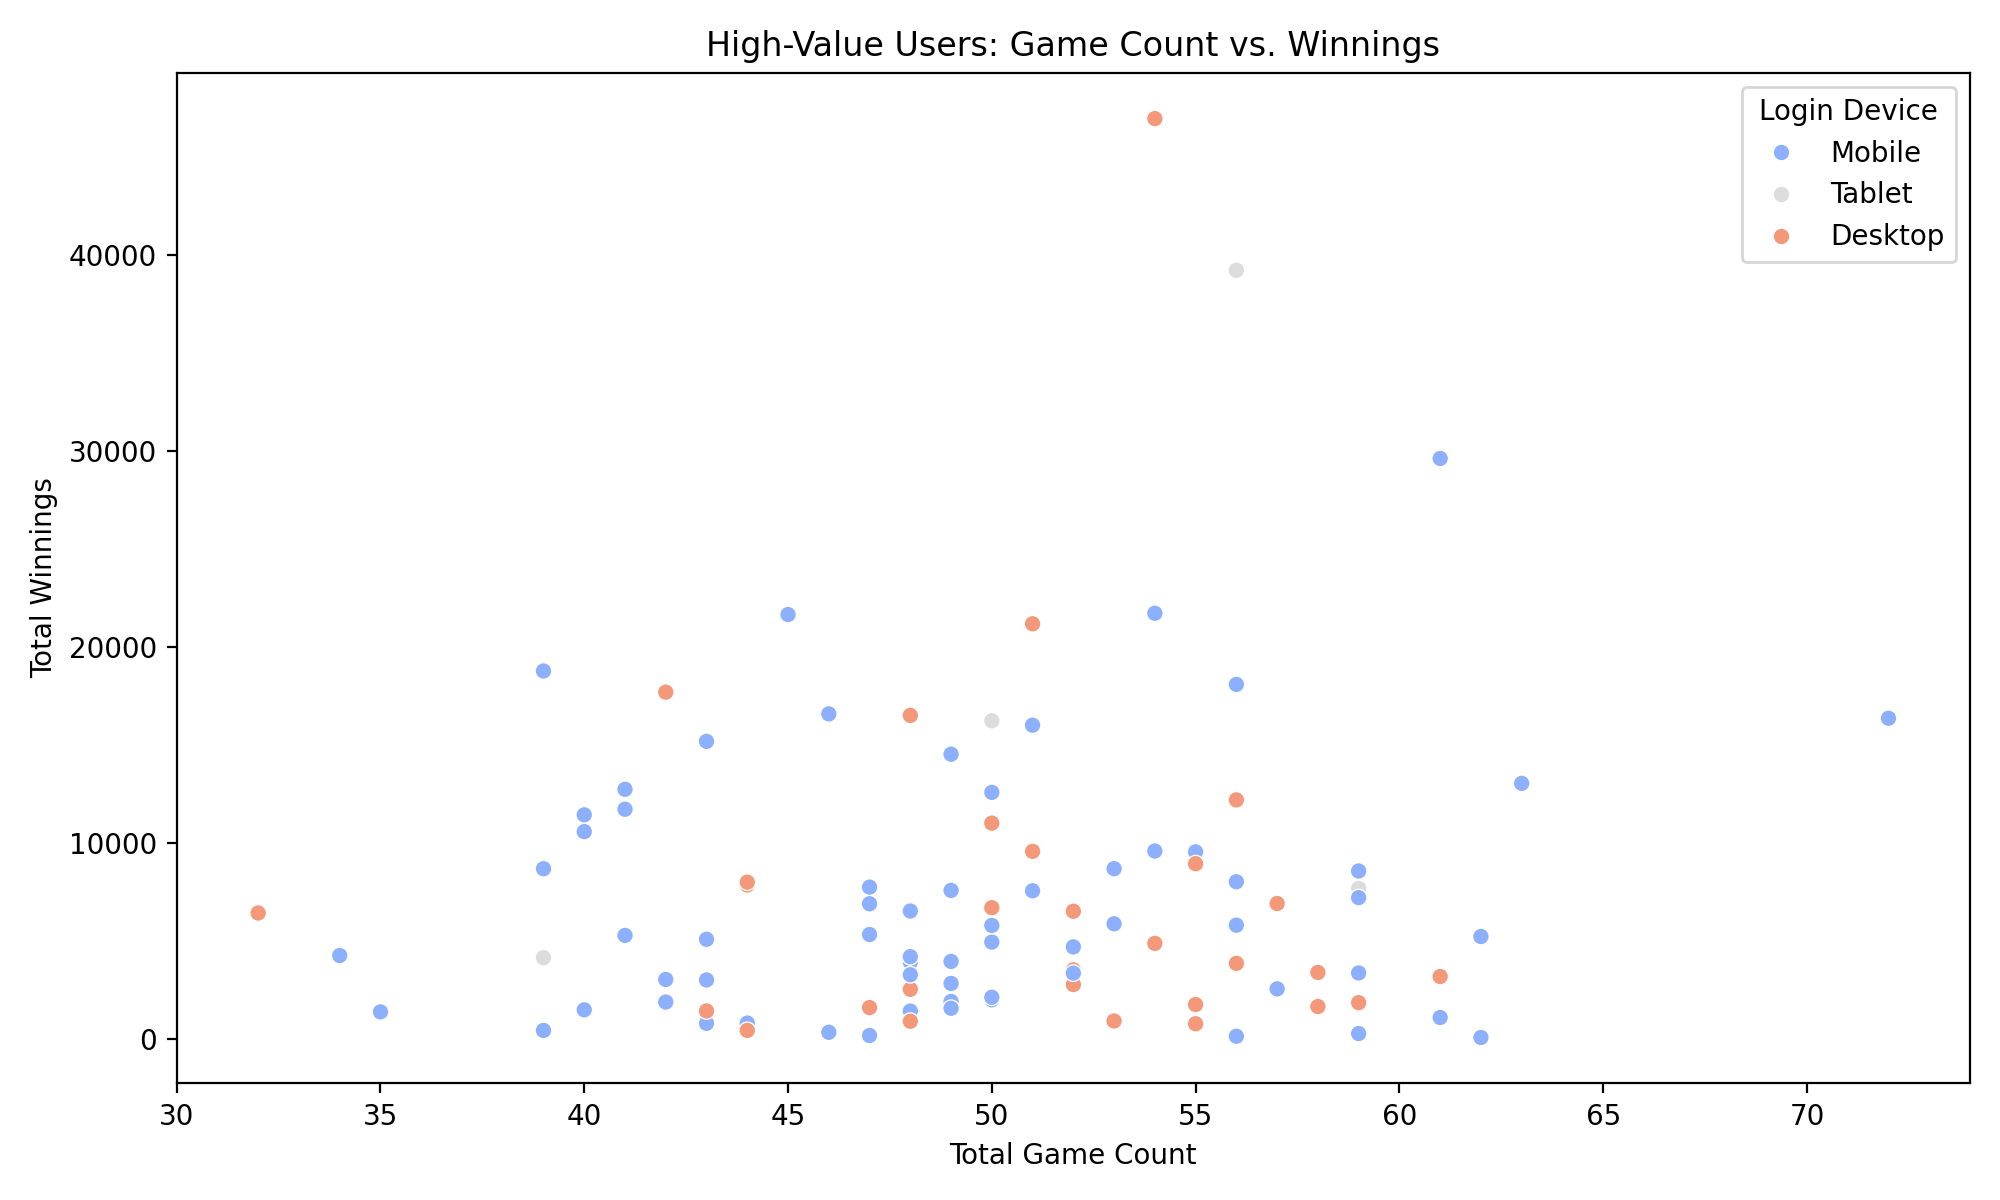 High-Value Users: Game Count vs. Winnings
Login Device
Mobile
Tablet
Desktop
Total Winnings
40000
30000
20000
10000
0
30 35 40 45 50 55 60 65 70
Total Game Count